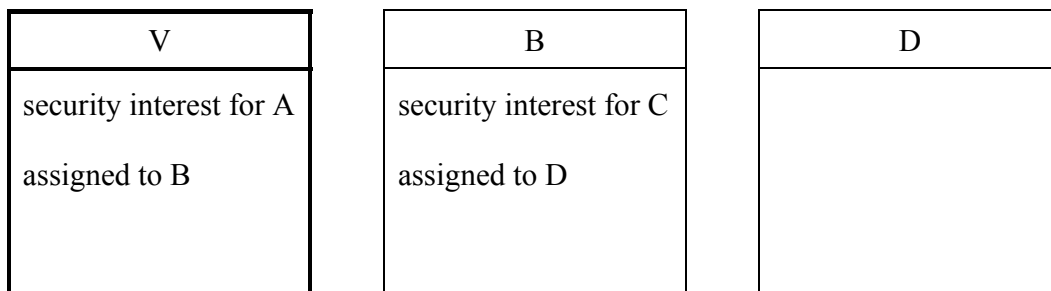 V
security interest for A
assigned to B
B
security interest for C
assigned to D
D